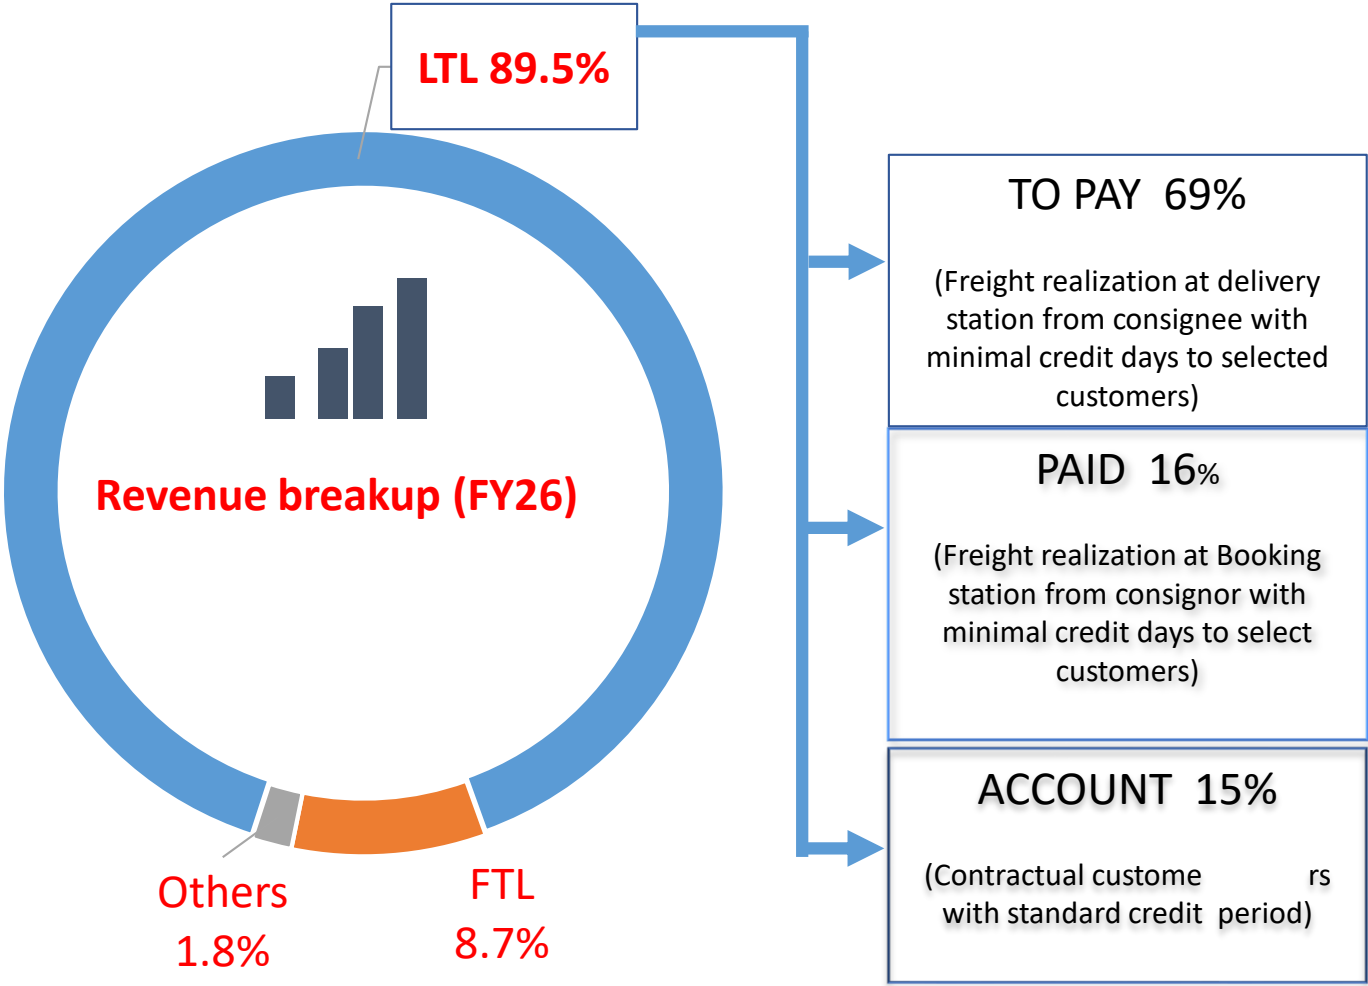 LTL 89.5%
Revenue breakup (FY26)
Others
1.8%
FTL
8.7%
TO PAY 69%
(Freight realization at delivery
station from consignee with
minimal credit days to selected
customers)
PAID 16%
(Freight realization at Booking
station from consignor with
minimal credit days to select
customers)
ACCOUNT 15%
(Contractual custome rs
with standard credit period)